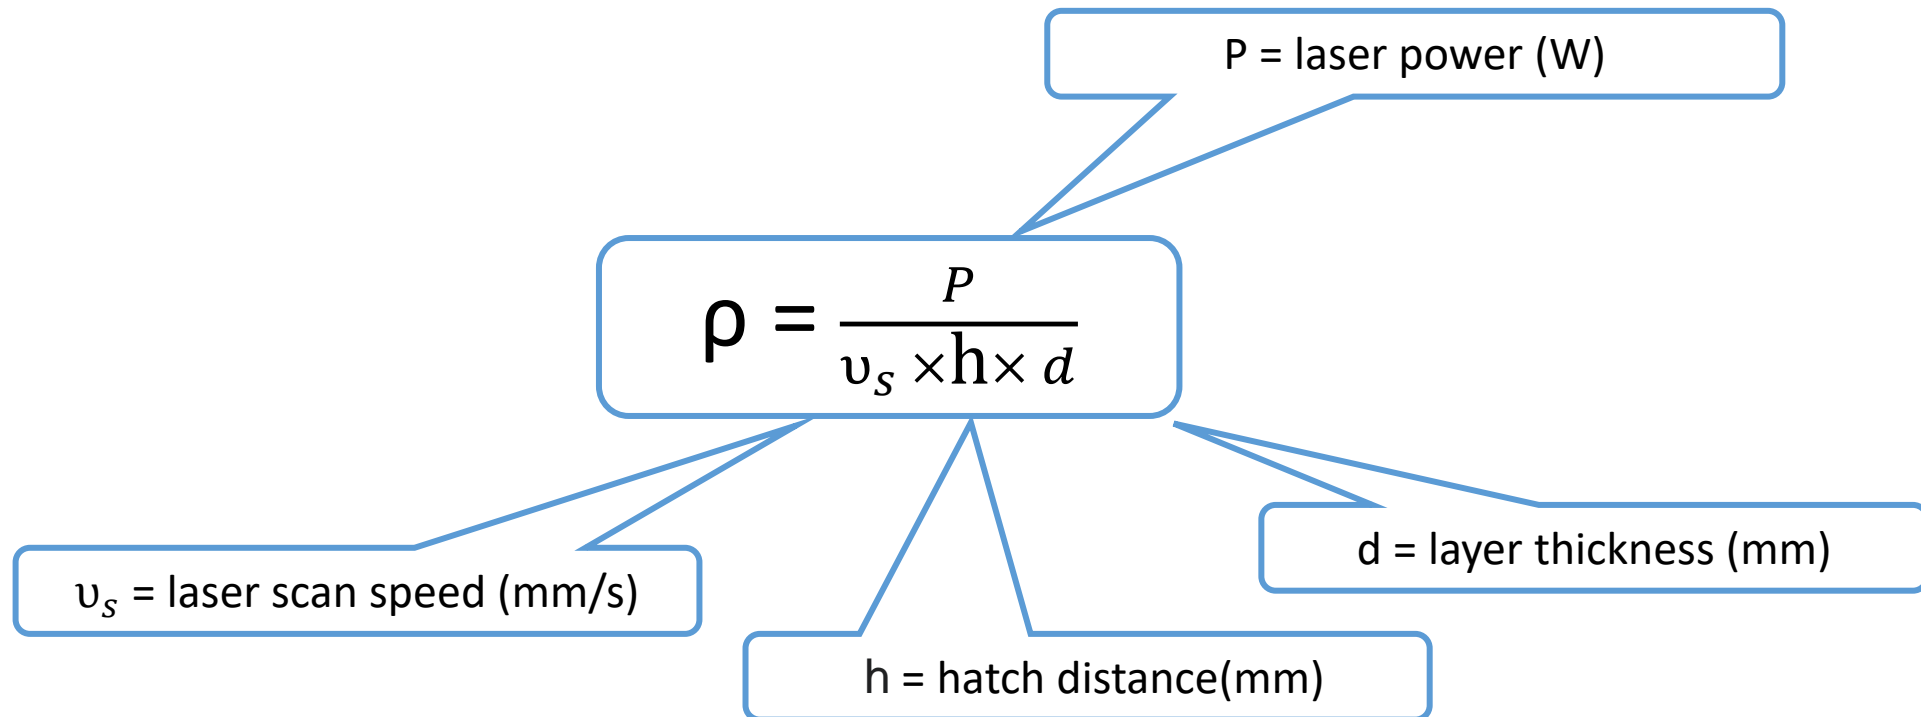 P = laser power (W)
ρ = P / (υₛ ×h× d)
υₛ = laser scan speed (mm/s)
d = layer thickness (mm)
h = hatch distance(mm)